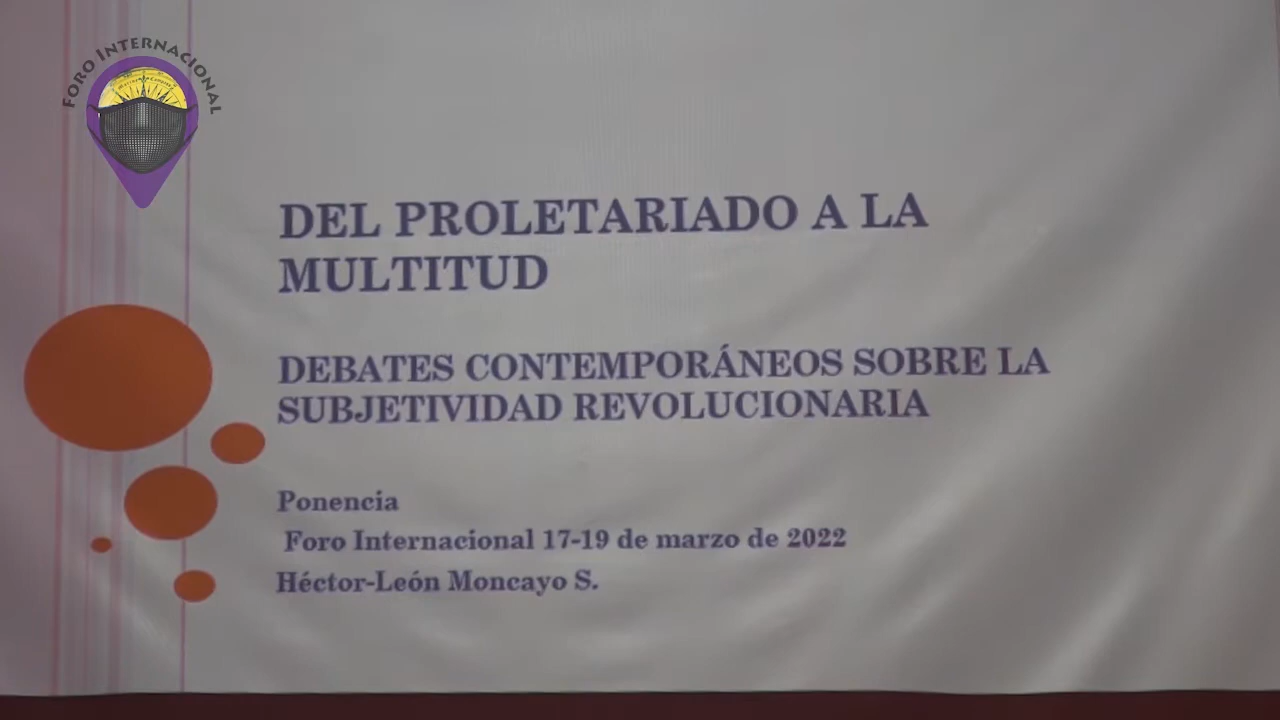 FORO INTERNACIONAL
DEL PROLETARIADO A LA
MULTITUD
DEBATES CONTEMPORÁNEOS SOBRE LA
SUBJETIVIDAD REVOLUCIONARIA
Ponencia
Foro Internacional 17-19 de marzo de 2022
Héctor-León Moncayo S.